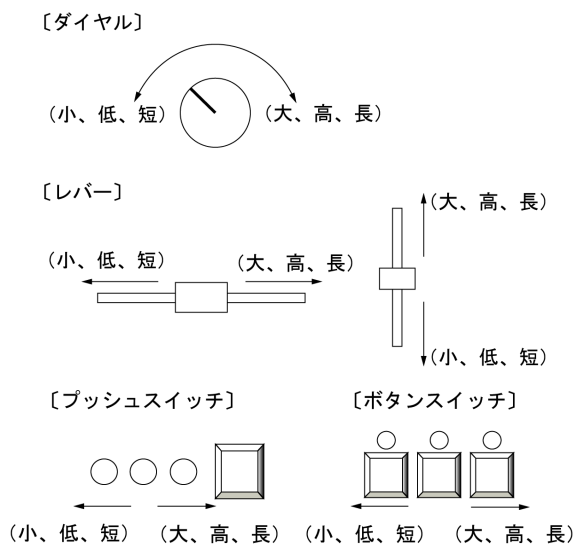 〔ダイヤル〕
（小、低、短）
（大、高、長）
〔レバー〕
（大、高、長）
（小、低、短）
（大、高、長）
（小、低、短）
〔プッシュスイッチ〕
〔ボタンスイッチ〕
（小、低、短）
（大、高、長）
（小、低、短）
（大、高、長）